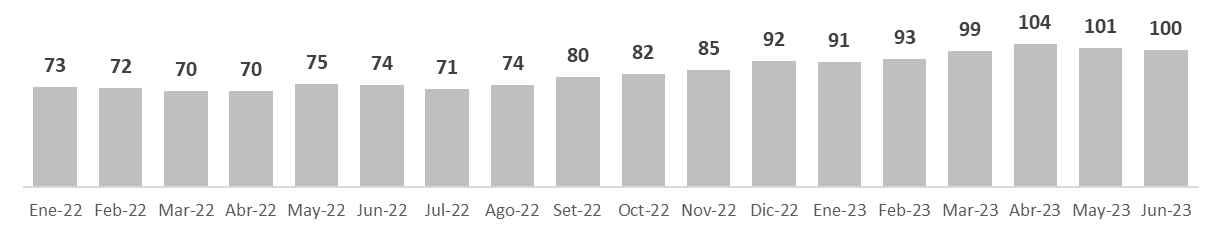 73 72 70 70 75 74 71 74 80 82 85 92 91 93 99 104 101 100
Ene-22 Feb-22 Mar-22 Abr-22 May-22 Jun-22 Jul-22 Ago-22 Set-22 Oct-22 Nov-22 Dic-22 Ene-23 Feb-23 Mar-23 Abr-23 May-23 Jun-23